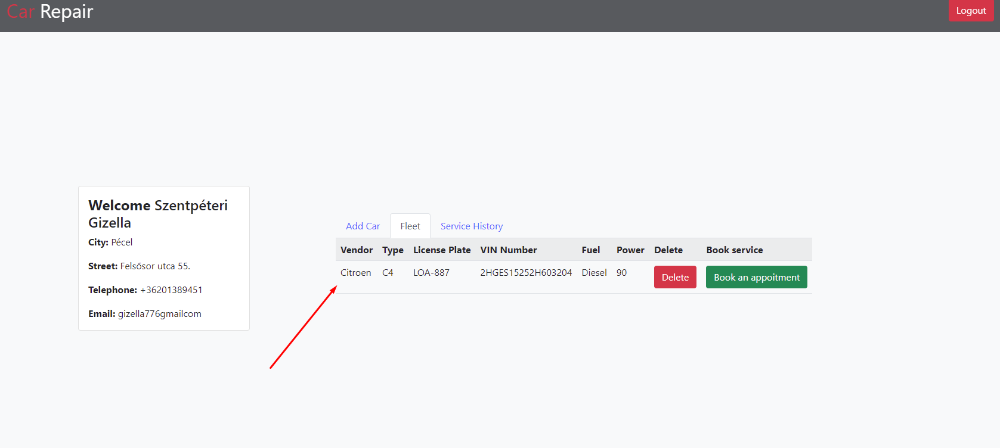 Car Repair
Logout
Welcome Szentpéteri
Gizella
City: Pécel
Street: Felsősor utca 55.
Telephone: +36201389451
Email: gizella776gmailcom
Add Car Fleet Service History
Vendor Type License Plate VIN Number Fuel Power Delete Book service
Citroen C4 LOA-887 2HGES15252H603204 Diesel 90 Delete Book an appoitment